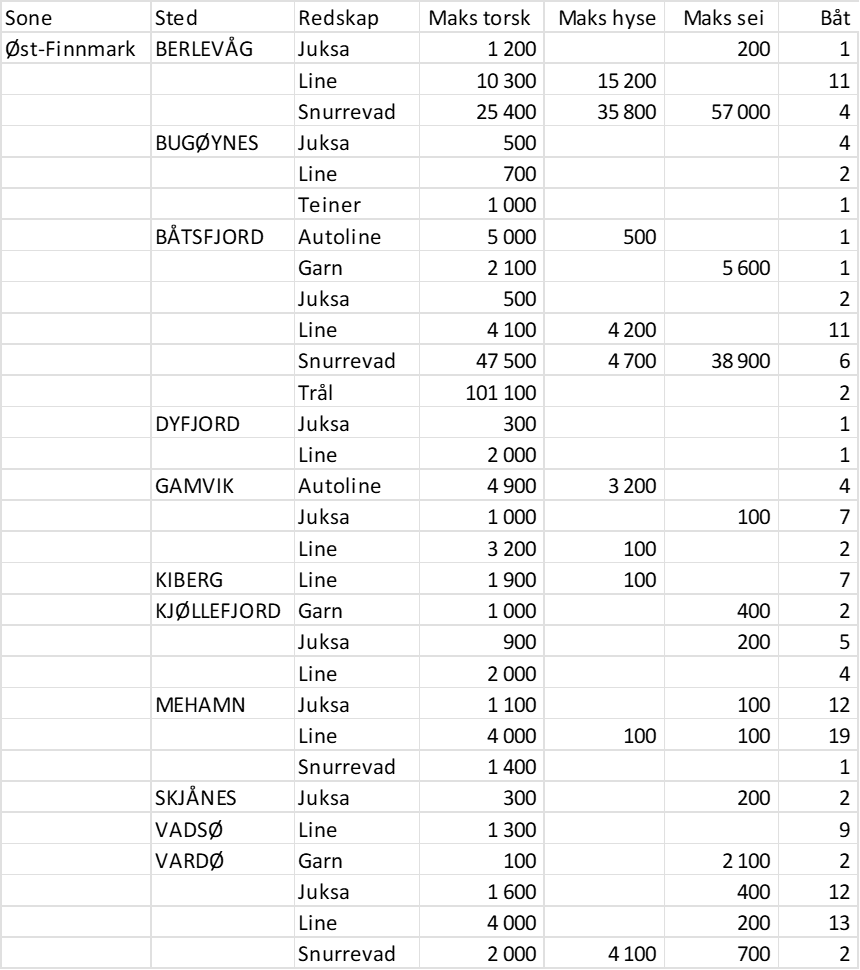 Sone Sted Redskap Maks torsk Maks hyse Maks sei Båt
Øst-Finnmark BERLEVÅG Juksa 1 200 200 1
Line 10 300 15 200 11
Snurrevad 25 400 35 800 57 000 4
BUGØYNES Juksa 500 4
Line 700 2
Teiner 1 000 1
BÅTSFJORD Autoline 5 000 500 1
Garn 2 100 5 600 1
Juksa 500 2
Line 4 100 4 200 11
Snurrevad 47 500 4 700 38 900 6
Trål 101 100 2
DYFJORD Juksa 300 1
Line 2 000 1
GAMVIK Autoline 4 900 3 200 4
Juksa 1 000 100 7
Line 3 200 100 2
KIBERG Line 1 900 100 7
KJØLLEFJORD Garn 1 000 400 2
Juksa 900 200 5
Line 2 000 4
MEHAMN Juksa 1 100 100 12
Line 4 000 100 100 19
Snurrevad 1 400 1
SKJÅNES Juksa 300 200 2
VADSØ Line 1 300 9
VARDØ Garn 100 2 100 2
Juksa 1 600 400 12
Line 4 000 200 13
Snurrevad 2 000 4 100 700 2